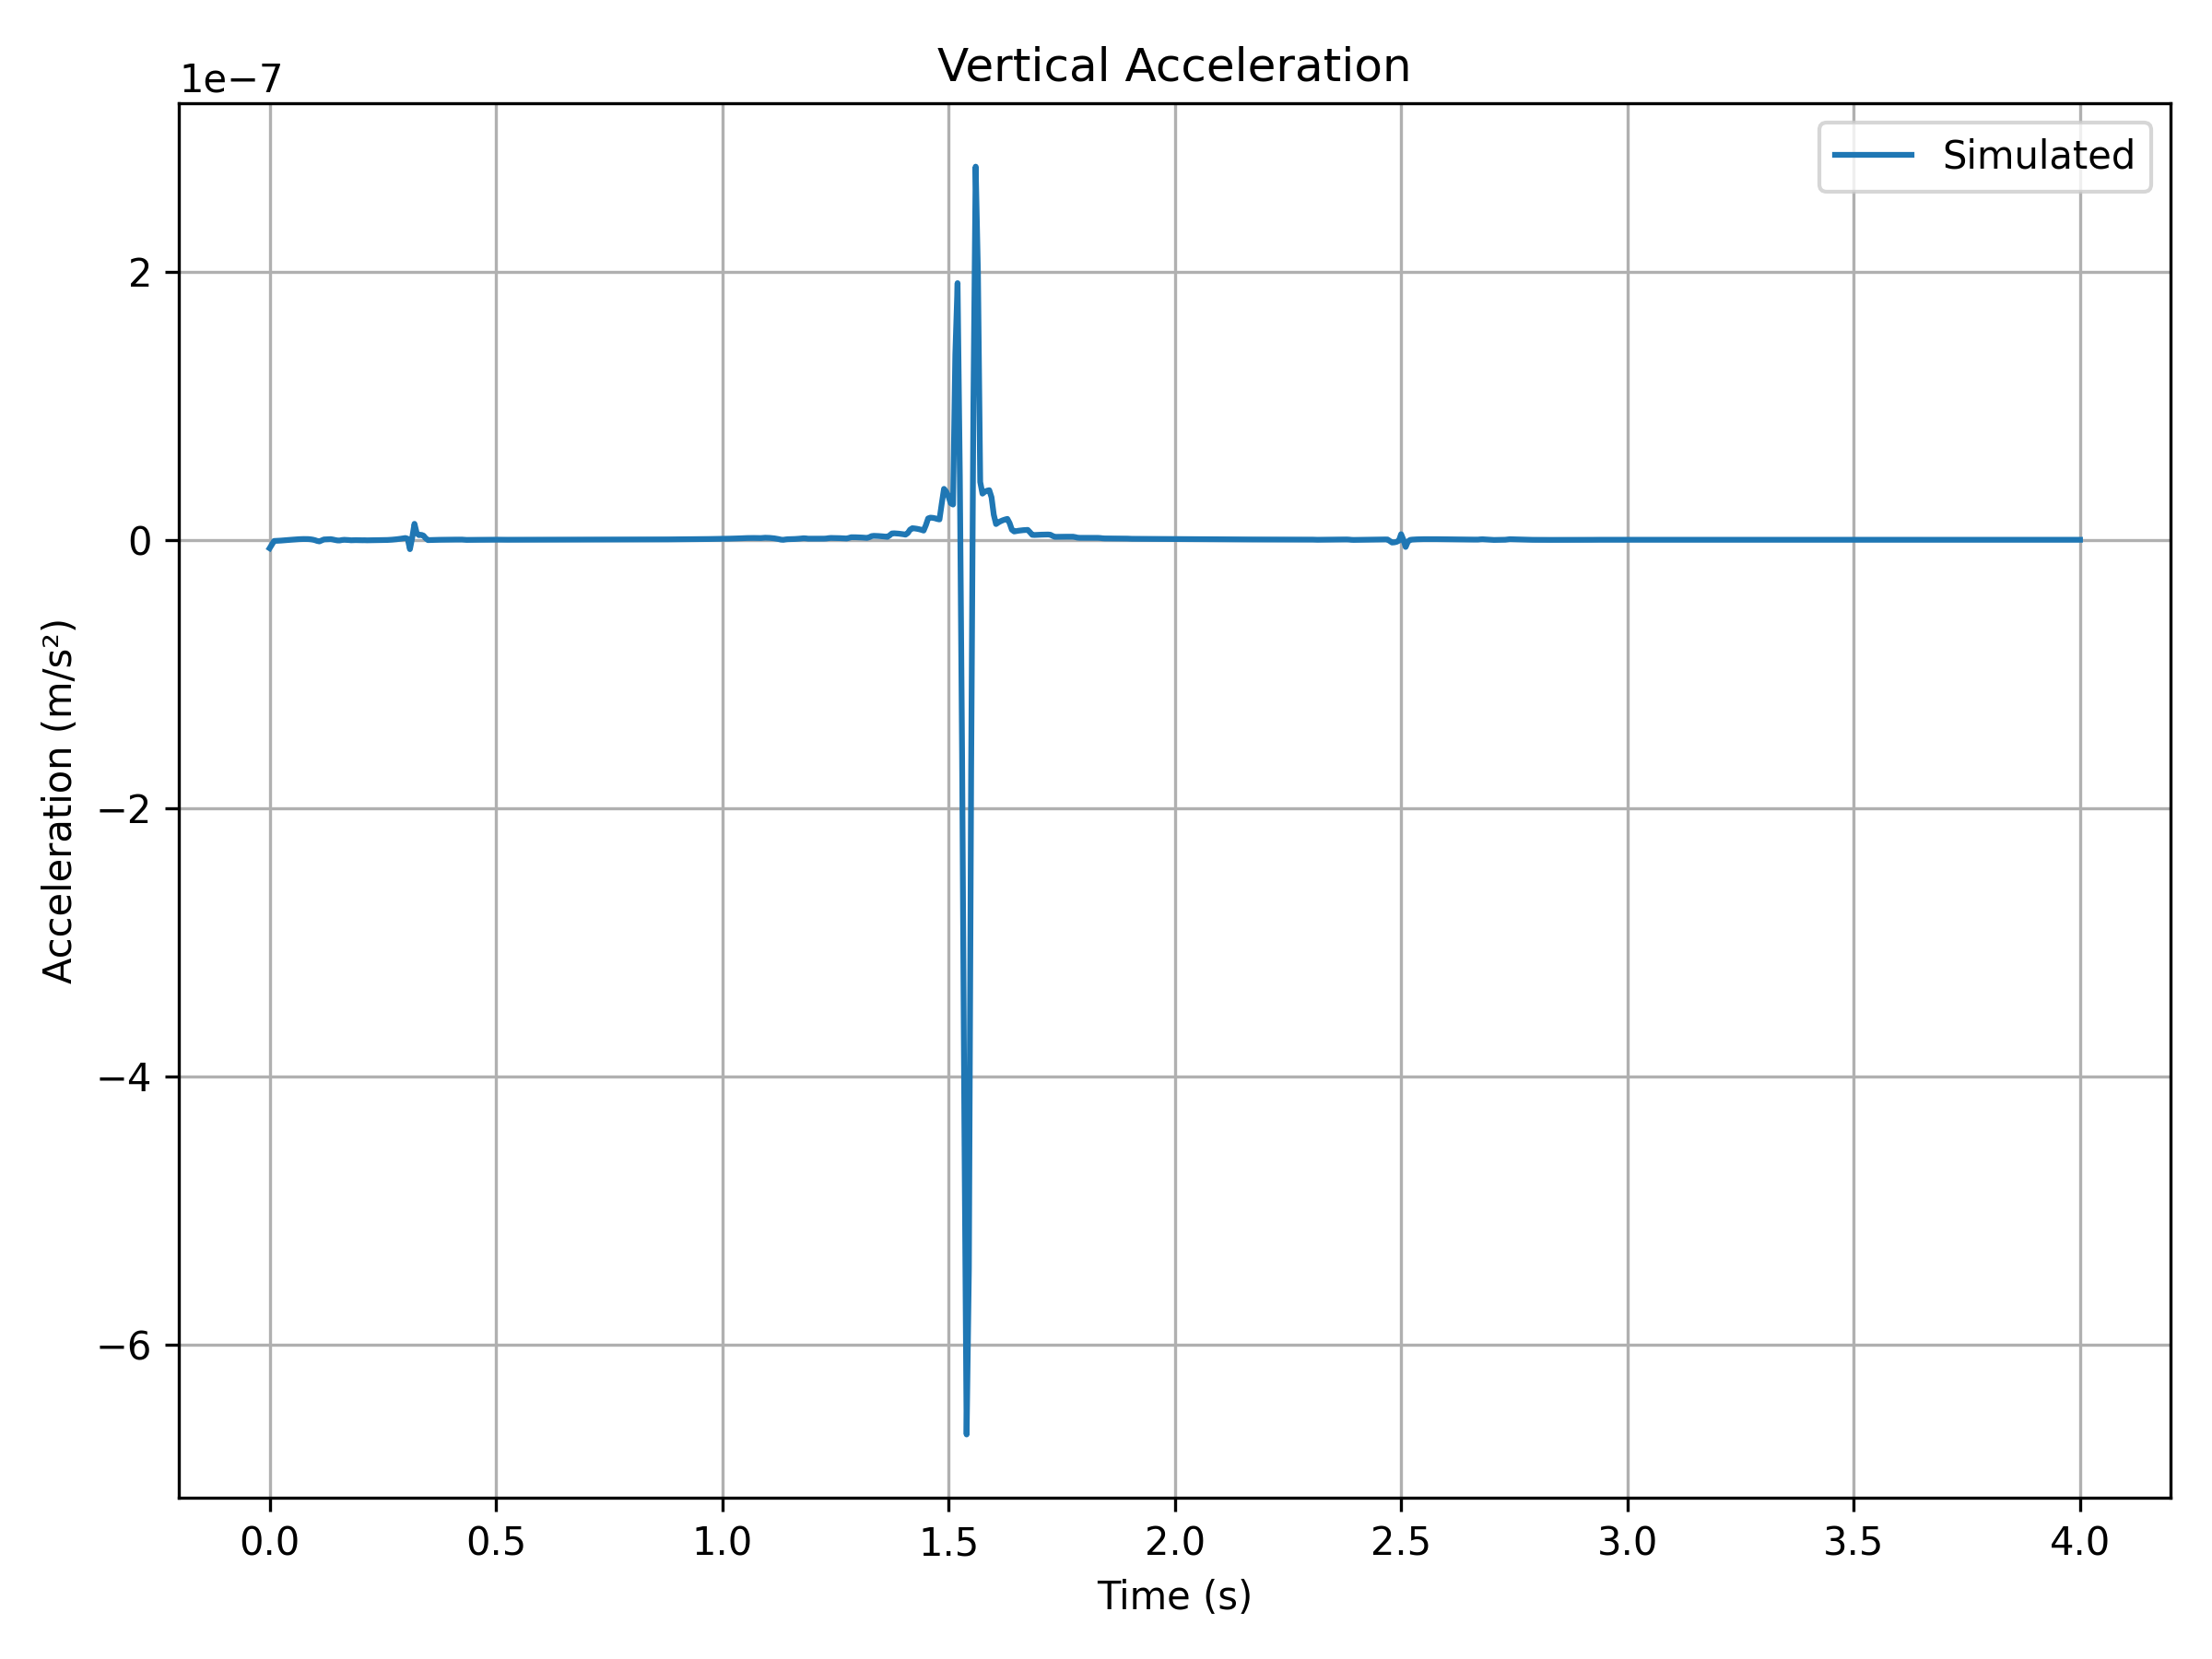 Vertical Acceleration
1e−7
Simulated
2
0
−2
−4
−6
Acceleration (m/s²)
0.0 0.5 1.0 1.5 2.0 2.5 3.0 3.5 4.0
Time (s)